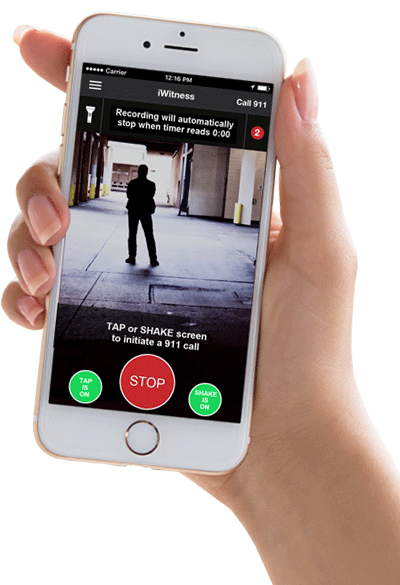 Carrier
12:16 PM
iWitness
Call 911
Recording will automatically
stop when timer reads 0:00
2
TAP or SHAKE screen
to initiate a 911 call
TAP
IS
ON
STOP
SHAKE
IS
ON